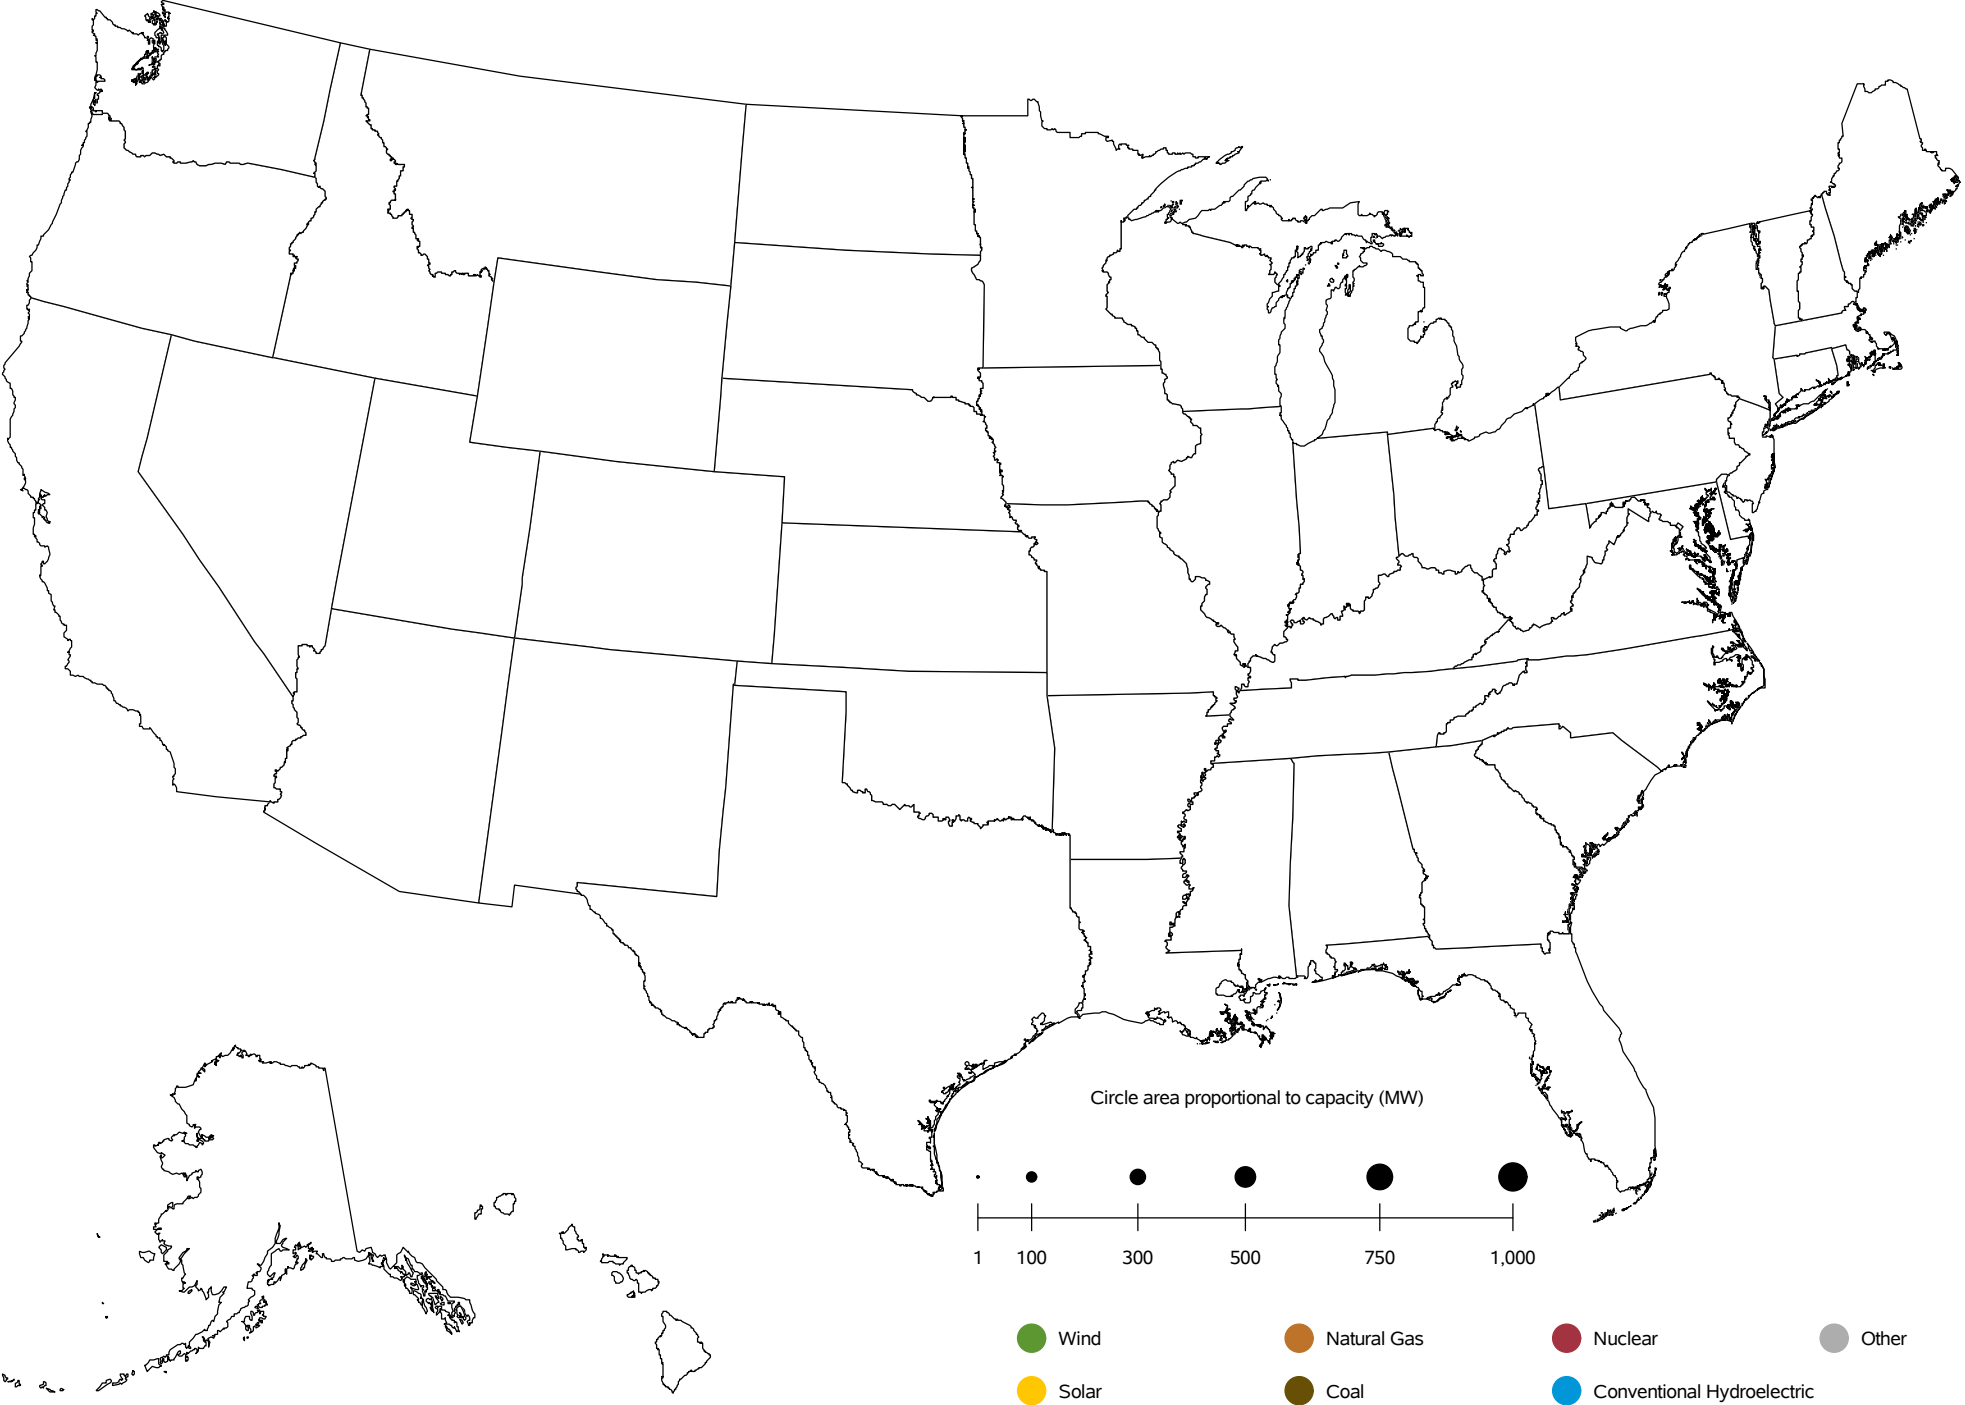 Circle area proportional to capacity (MW)
1 100 300 500 750 1,000
Wind Natural Gas Nuclear Other
Solar Coal Conventional Hydroelectric